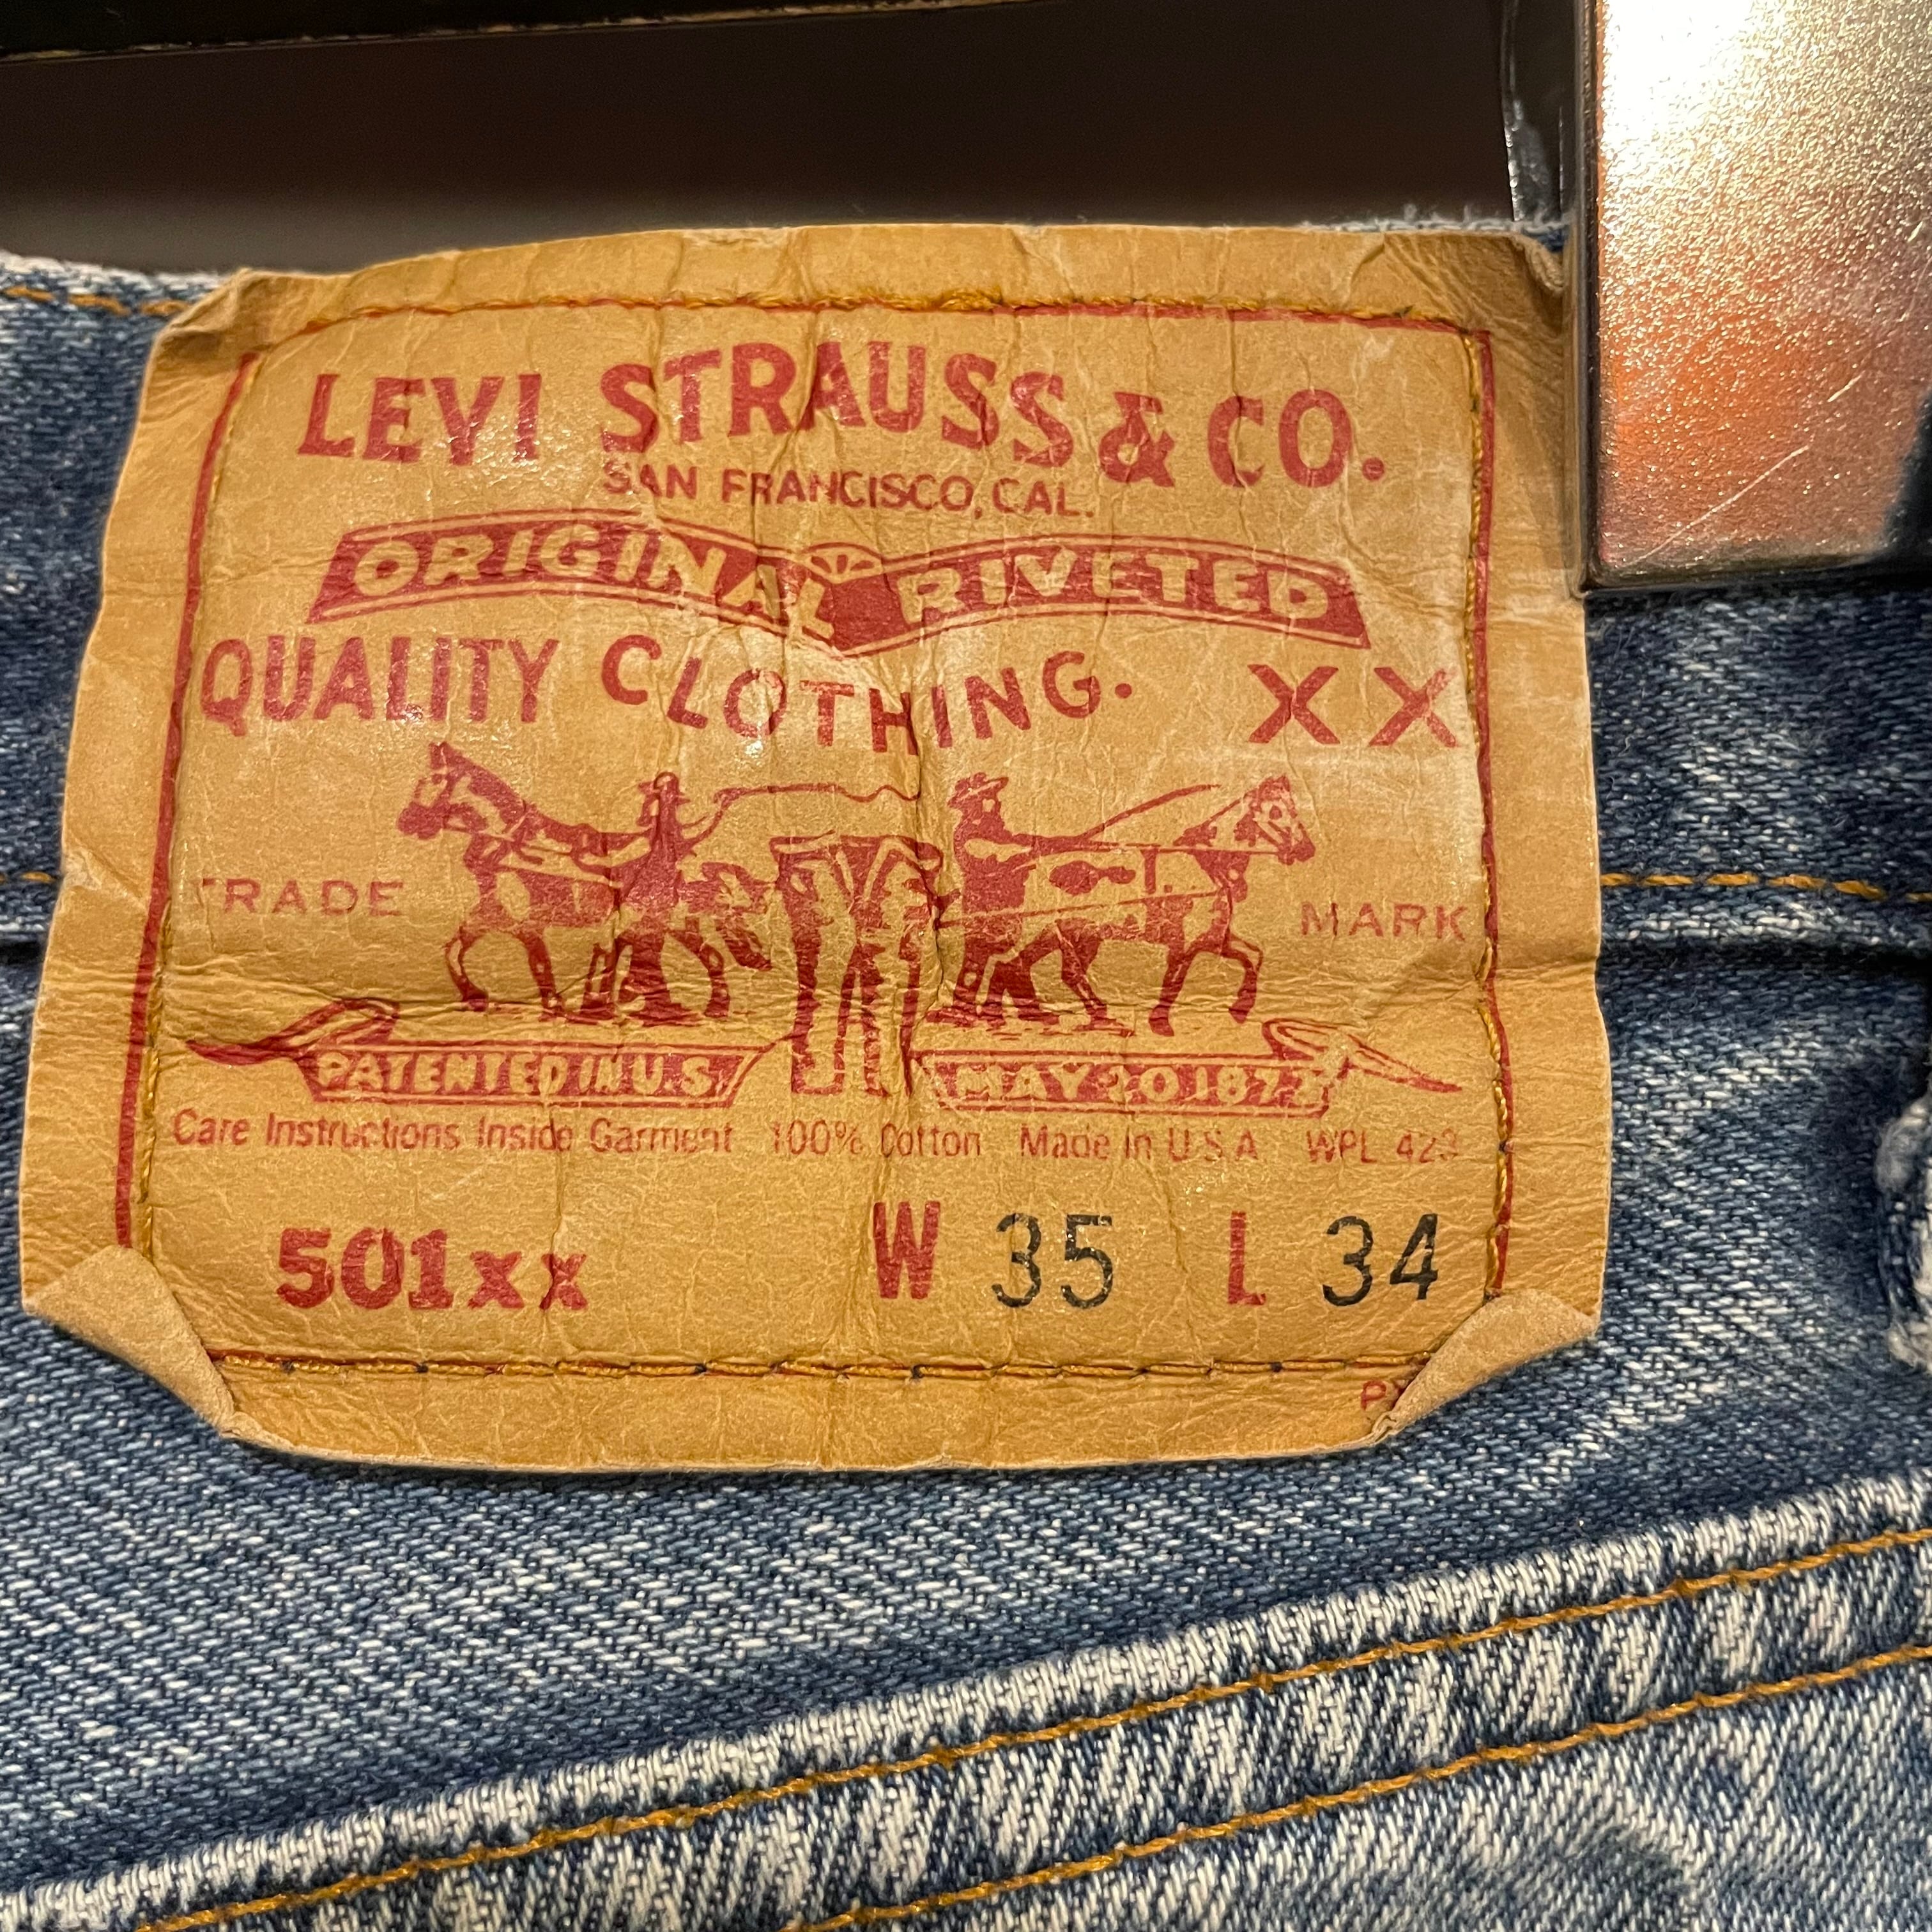 LEVI STRAUSS & CO.
SAN FRANCISCO, CAL.
ORIGINAL RIVETED
QUALITY CLOTHING. XX
TRADE MARK
PATENTED IN U.S. MAY 20 1873
Care Instructions Inside Garment 100% Cotton Made in U S A WPL 423
501xx W 35 L 34